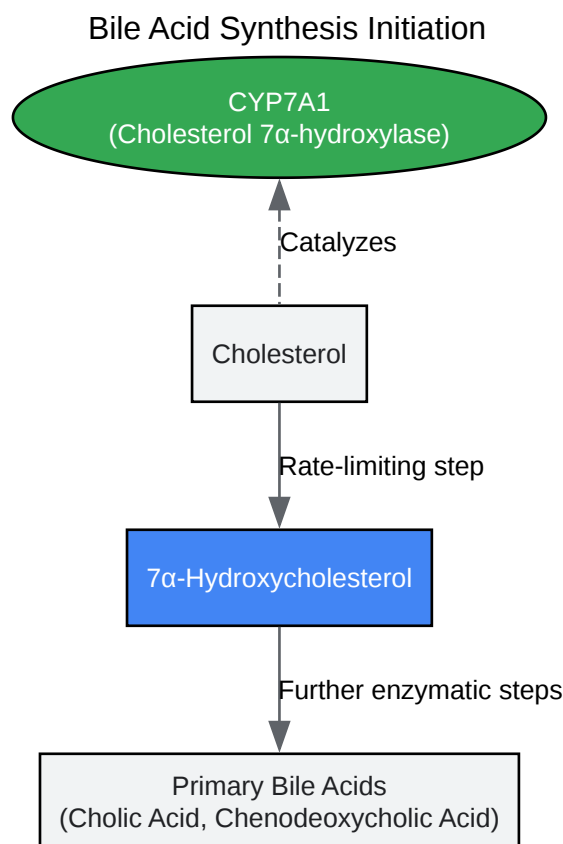 Bile Acid Synthesis Initiation
CYP7A1
(Cholesterol 7α-hydroxylase)
Catalyzes
Cholesterol
Rate-limiting step
7α-Hydroxycholesterol
Further enzymatic steps
Primary Bile Acids
(Cholic Acid, Chenodeoxycholic Acid)